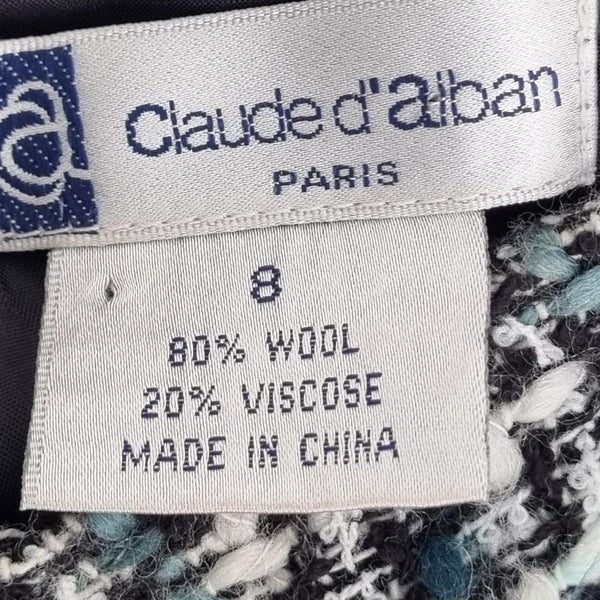 a
Claude d'alban
PARIS
8
80% WOOL
20% VISCOSE
MADE IN CHINA